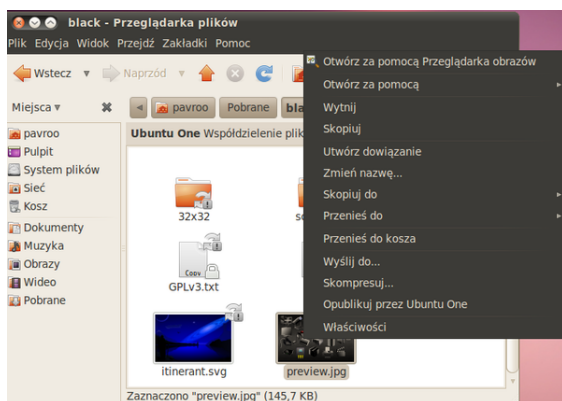 black - Przeglądarka plików
Plik Edycja Widok Przejdź Zakładki Pomoc
Wstecz Naprzód
Miejsca
pavroo Pobrane
Ubuntu One Współdzielenie
pavroo
Pulpit
System plików
Sieć
Kosz
Dokumenty
Muzyka
Obrazy
Wideo
Pobrane
32x32
Copy
GPLv3.txt
itinerant.svg
preview.jpg
Zaznaczono "preview.jpg" (145,7 KB)
Otwórz za pomocą Przeglądarka obrazów
Otwórz za pomocą
Wytnij
Skopiuj
Utwórz dowiązanie
Zmień nazwę...
Skopiuj do
Przenieś do
Przenieś do kosza
Wyślij do...
Skompresuj...
Opublikuj przez Ubuntu One
Właściwości